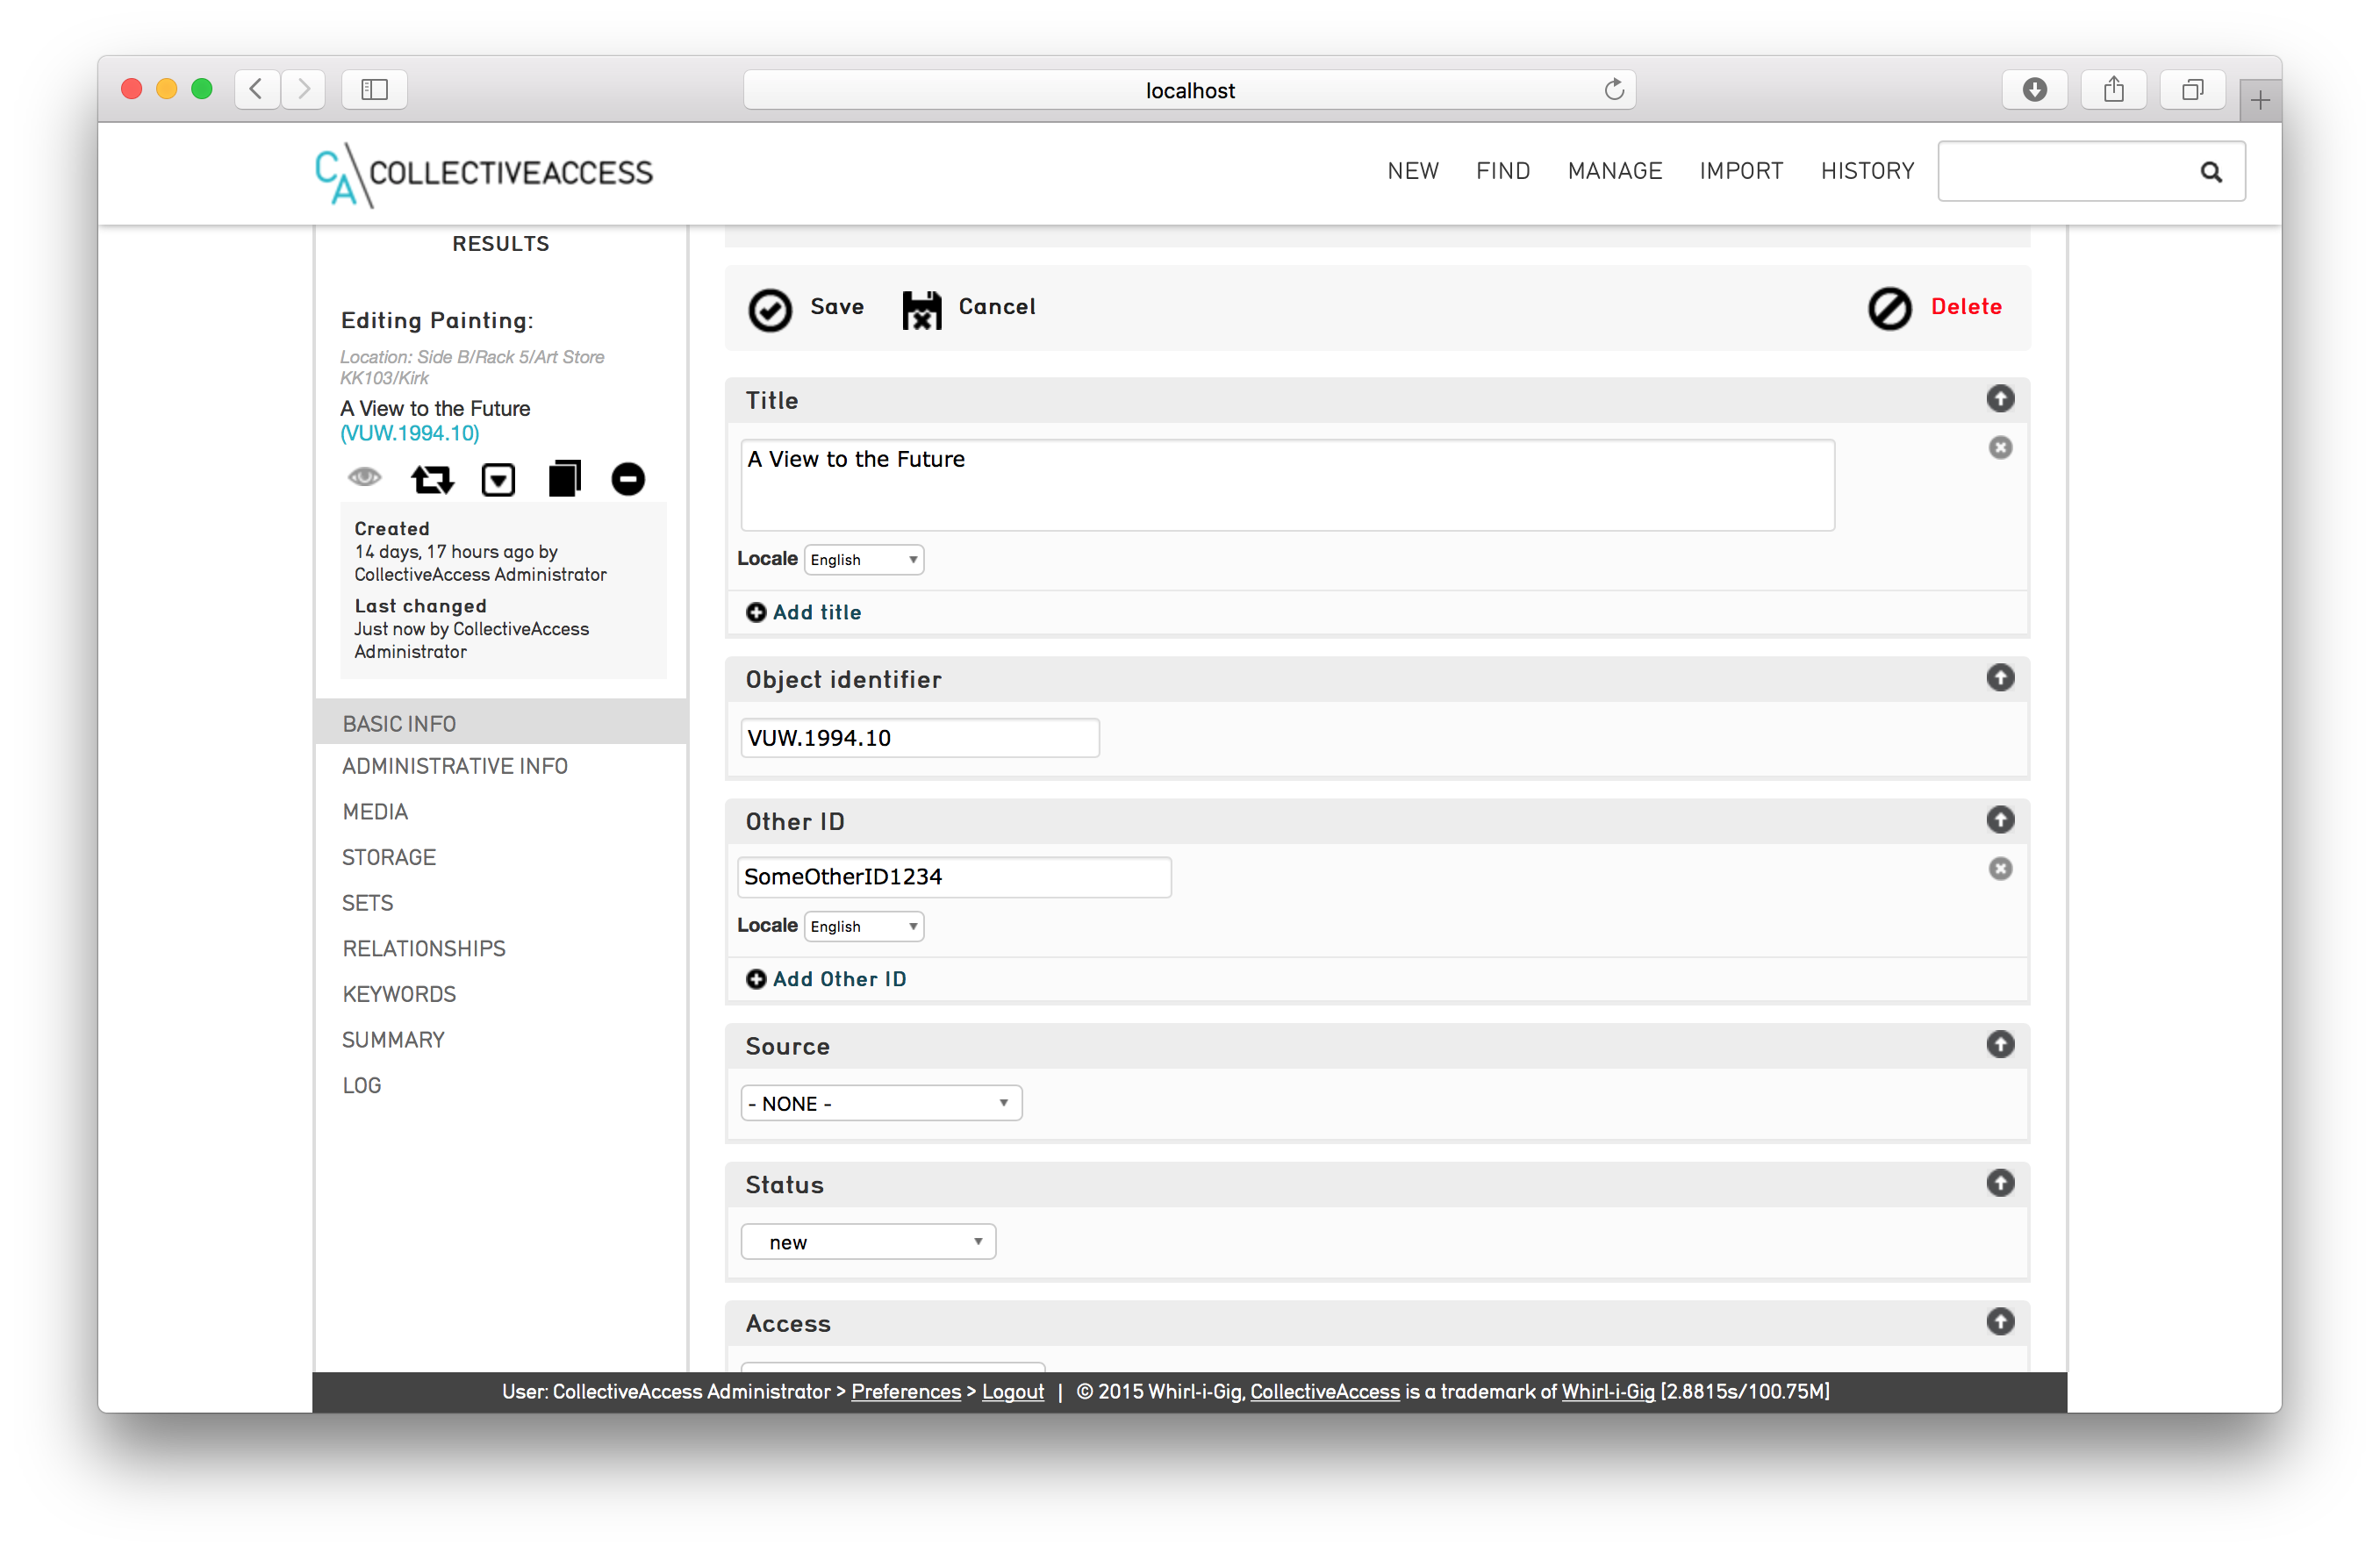 localhost
CA\COLLECTIVEACCESS
NEW FIND MANAGE IMPORT HISTORY
RESULTS
Editing Painting:
Location: Side B/Rack 5/Art Store
KK103/Kirk
A View to the Future
(VUW.1994.10)
Created
14 days, 17 hours ago by
CollectiveAccess Administrator
Last changed
Just now by CollectiveAccess
Administrator
BASIC INFO
ADMINISTRATIVE INFO
MEDIA
STORAGE
SETS
RELATIONSHIPS
KEYWORDS
SUMMARY
LOG
Save Cancel Delete
Title
A View to the Future
Locale English
Add title
Object identifier
VUW.1994.10
Other ID
SomeOtherID1234
Locale English
Add Other ID
Source
- NONE -
Status
new
Access
User: CollectiveAccess Administrator > Preferences > Logout | © 2015 Whirl-i-Gig, CollectiveAccess is a trademark of Whirl-i-Gig [2.8815s/100.75M]